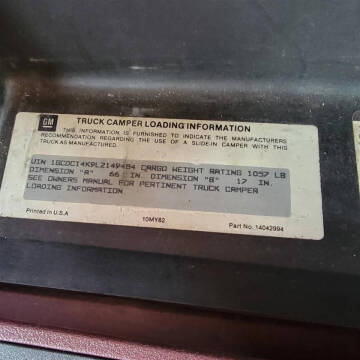 GM
TRUCK CAMPER LOADING INFORMATION
THIS INFORMATION IS FURNISHED TO INDICATE THE MANUFACTURERS
RECOMMENDATION REGARDING THE USE OF A SLIDE-IN CAMPER WITH THIS
TRUCK AS MANUFACTURED.
VIN 1GCDC14K9LZ149484 CARGO WEIGHT RATING 1097 LB
DIMENSION "A" 66 IN. DIMENSION "B" 17 IN.
SEE OWNERS MANUAL FOR PERTINENT TRUCK CAMPER
LOADING INFORMATION
Printed in U.S.A
10MY82
Part No. 14042994